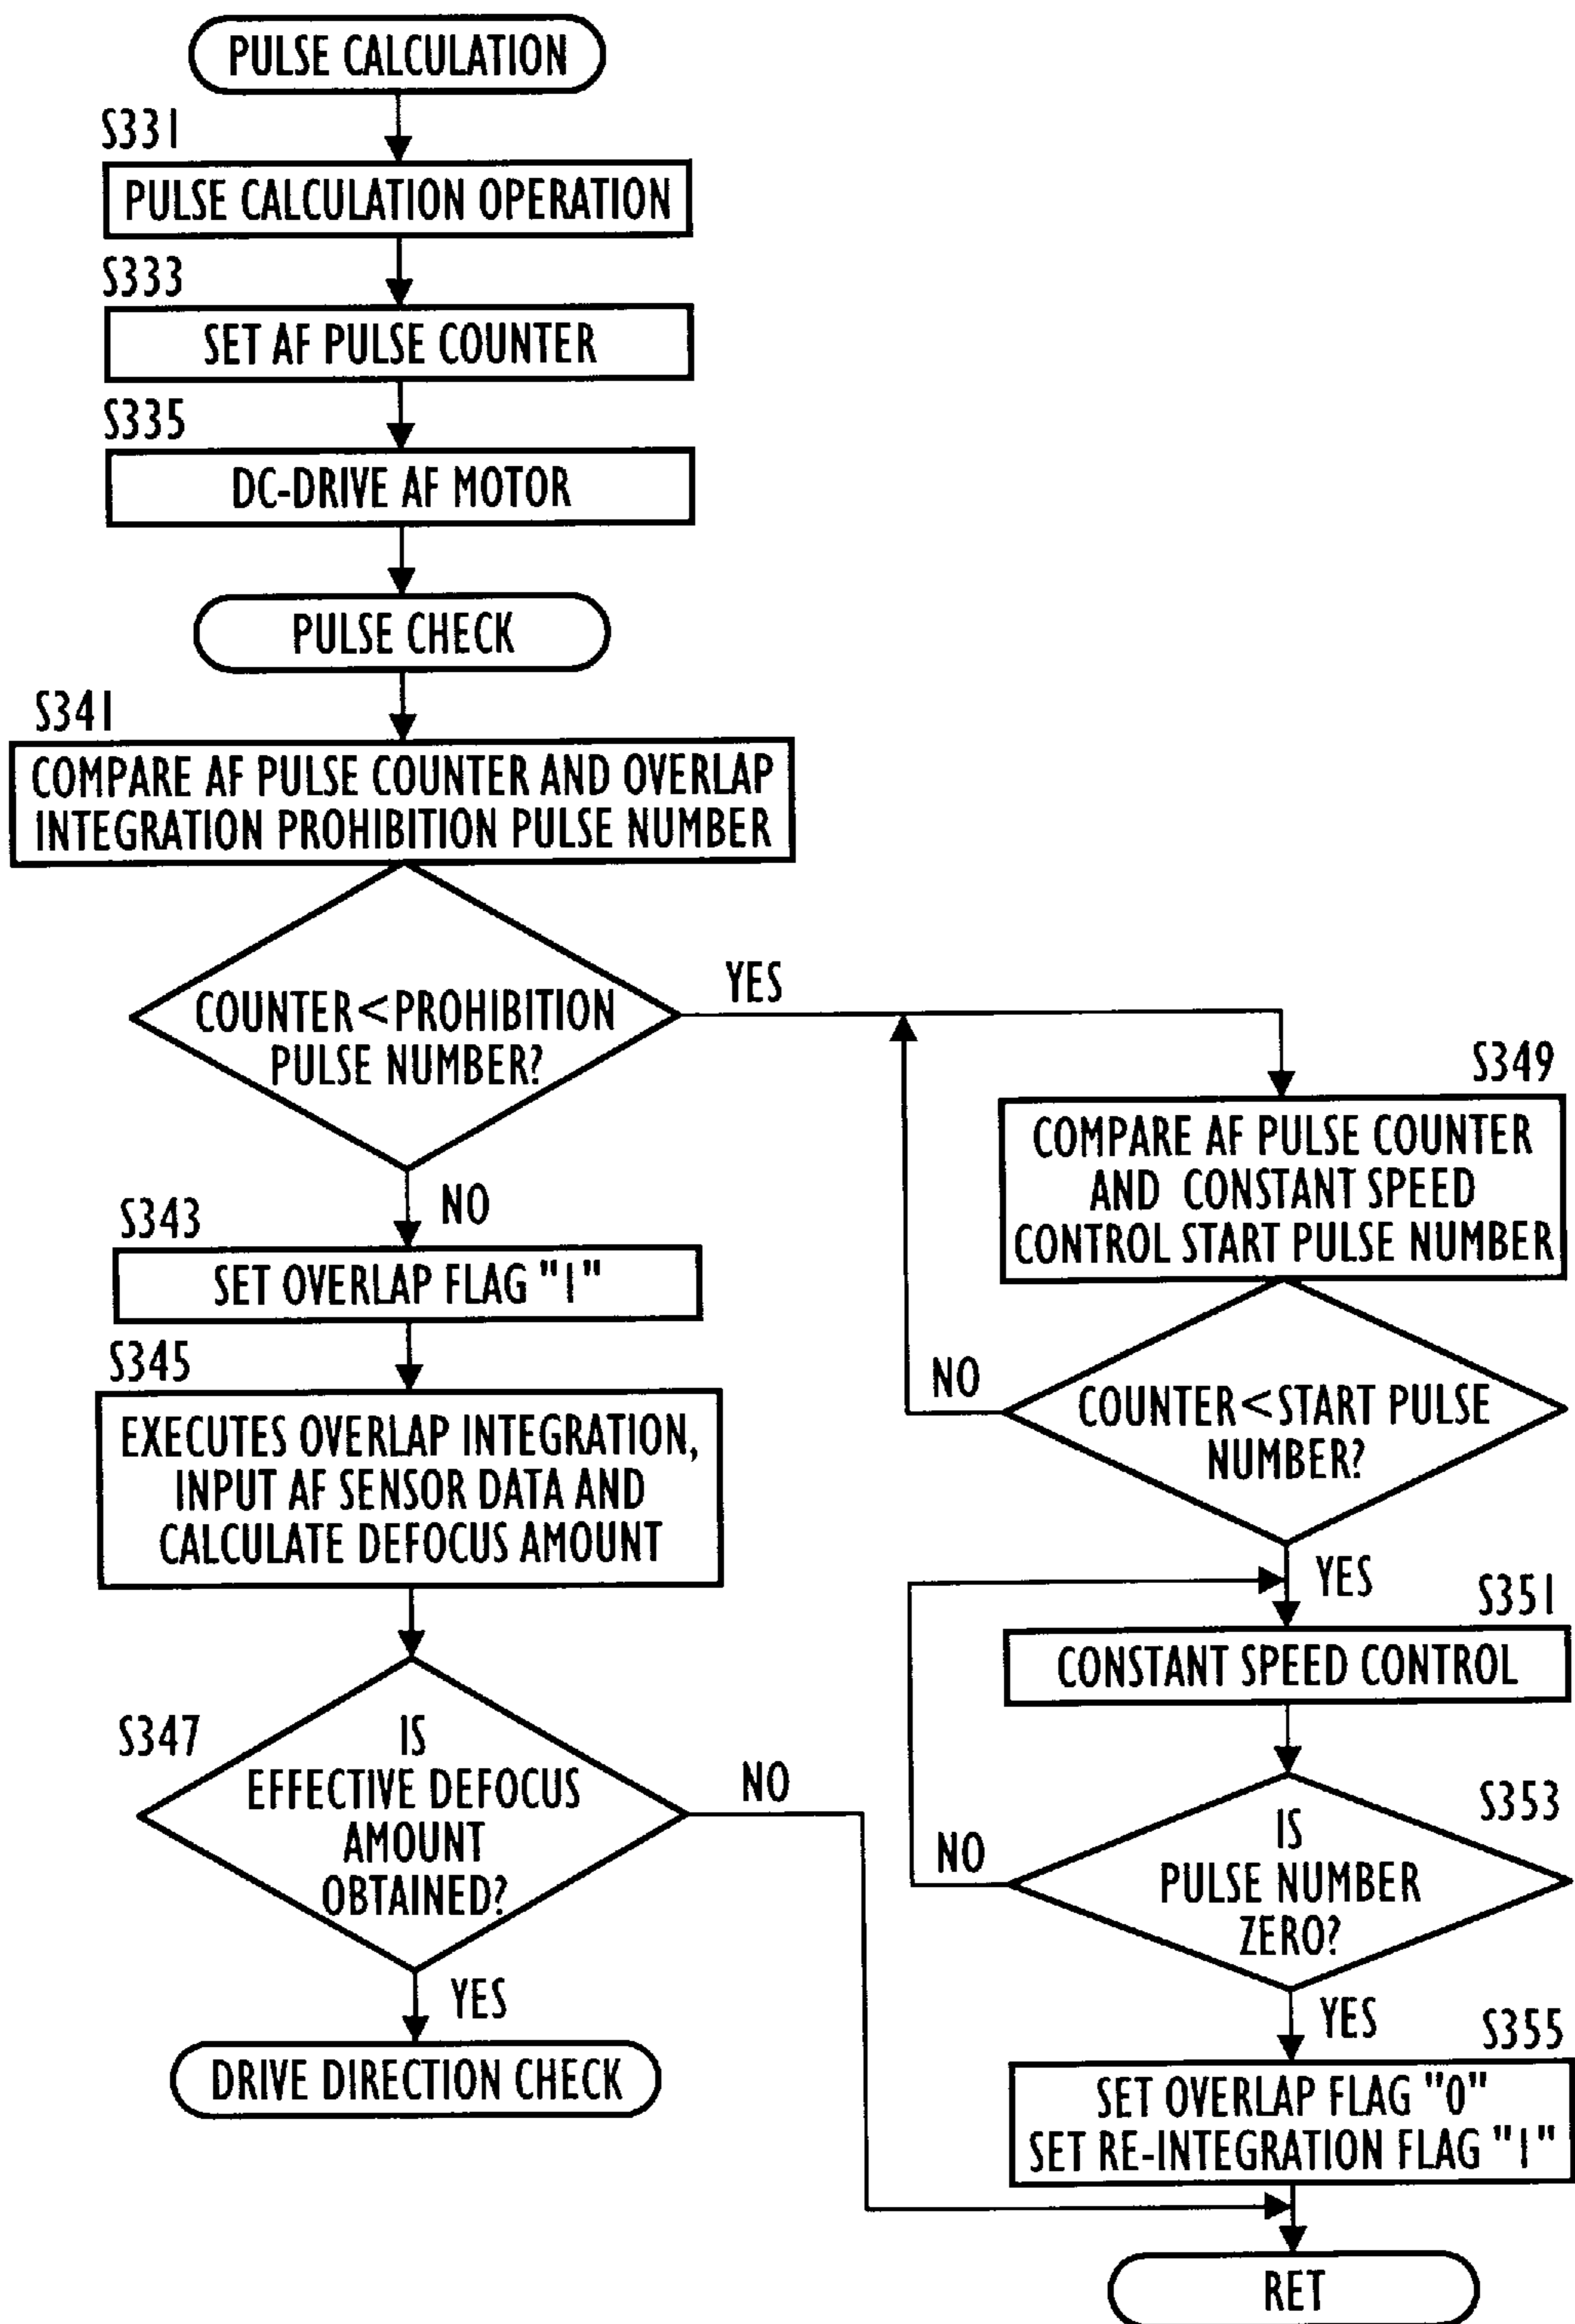 PULSE CALCULATION
S331
PULSE CALCULATION OPERATION
S333
SET AF PULSE COUNTER
S335
DC-DRIVE AF MOTOR
PULSE CHECK
S341
COMPARE AF PULSE COUNTER AND OVERLAP
INTEGRATION PROHIBITION PULSE NUMBER
COUNTER<PROHIBITION
PULSE NUMBER?
YES
NO
S343
SET OVERLAP FLAG "1"
S345
EXECUTES OVERLAP INTEGRATION,
INPUT AF SENSOR DATA AND
CALCULATE DEFOCUS AMOUNT
S347
IS
EFFECTIVE DEFOCUS
AMOUNT
OBTAINED?
NO
YES
DRIVE DIRECTION CHECK
S349
COMPARE AF PULSE COUNTER
AND CONSTANT SPEED
CONTROL START PULSE NUMBER
NO
COUNTER<START PULSE
NUMBER?
YES
S351
CONSTANT SPEED CONTROL
S353
IS
PULSE NUMBER
ZERO?
NO
YES
S355
SET OVERLAP FLAG "0"
SET RE-INTEGRATION FLAG "1"
RET